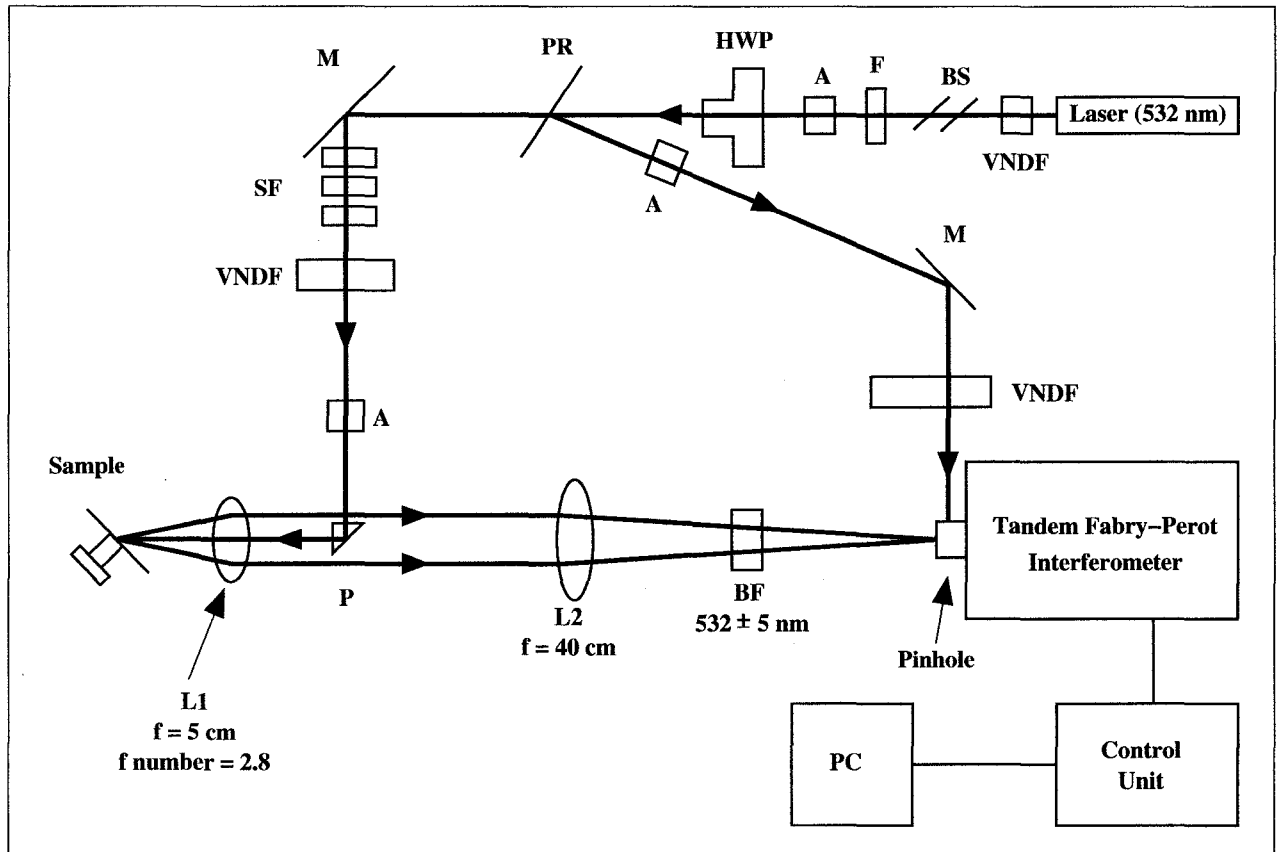 HWP
PR
M
A
F
BS
Laser (532 nm)
VNDF
SF
A
M
VNDF
VNDF
A
Sample
Tandem Fabry–Perot
Interferometer
P
L2
f = 40 cm
BF
532 ± 5 nm
Pinhole
L1
f = 5 cm
f number = 2.8
PC
Control
Unit